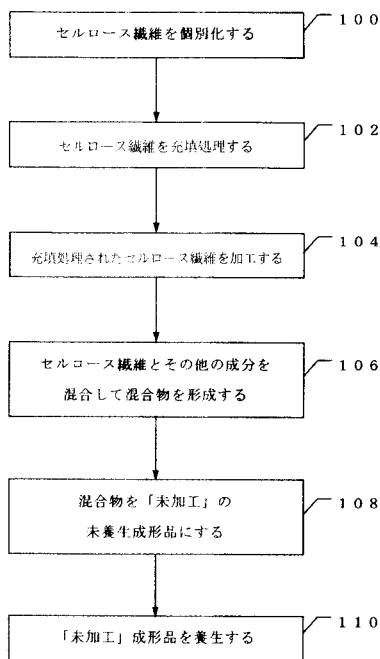 セルロース繊維を個別化する
100
セルロース繊維を充填処理する
102
充填処理されたセルロース繊維を加工する
104
セルロース繊維とその他の成分を
混合して混合物を形成する
106
混合物を「未加工」の
未養生成形品にする
108
「未加工」成形品を養生する
110